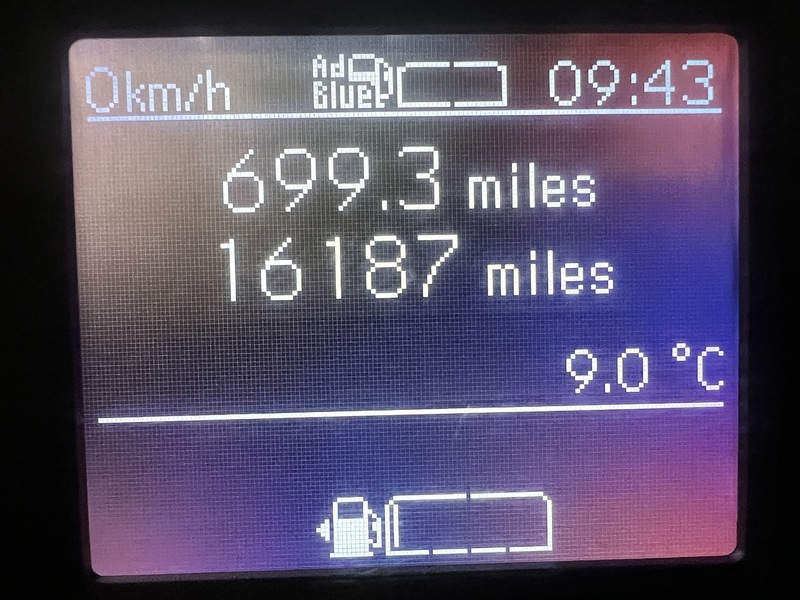 0km/h Ad 09:43
Blue
699.3 miles
16187 miles
9.0 °C